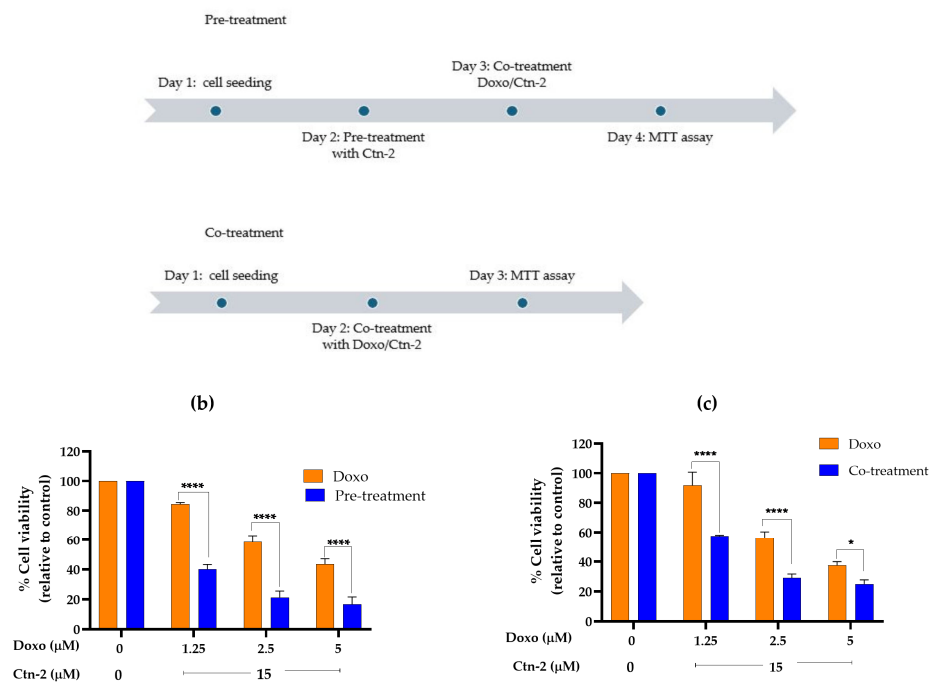 Pre-treatment
Day 3: Co-treatment
Doxo/Ctn-2
Day 1: cell seeding
Day 2: Pre-treatment
with Ctn-2
Day 4: MTT assay
Co-treatment
Day 1: cell seeding
Day 3: MTT assay
Day 2: Co-treatment
with Doxo/Ctn-2
(b)
% Cell viability
(relative to control)
120
100
80
60
40
20
0
Doxo
Pre-treatment
****
****
****
Doxo (µM) 0 1.25 2.5 5
Ctn-2 (µM) 0 15
(c)
% Cell viability
(relative to control)
120
100
80
60
40
20
0
Doxo
Co-treatment
****
****
*
Doxo (µM) 0 1.25 2.5 5
Ctn-2 (µM) 0 15